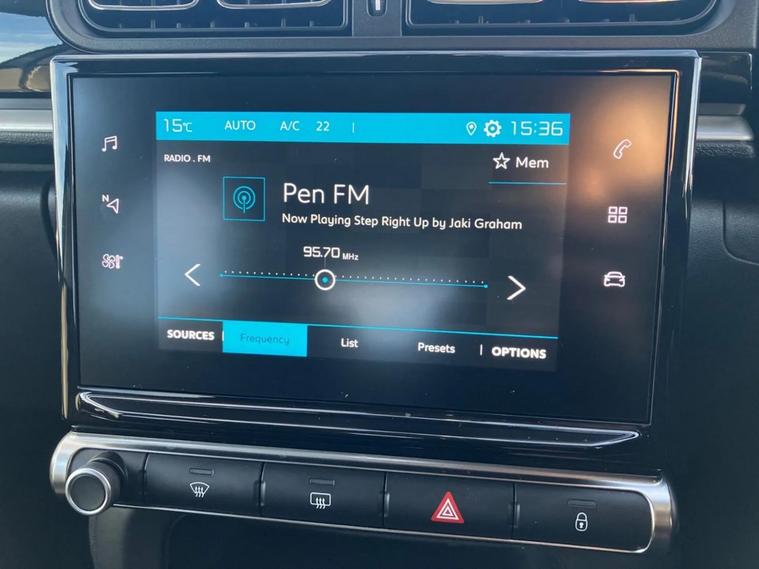 15°C AUTO A/C 22 | 15:36
RADIO . FM
Mem
Pen FM
Now Playing Step Right Up by Jaki Graham
95.70 MHz
N
SOURCES | Frequency List Presets | OPTIONS